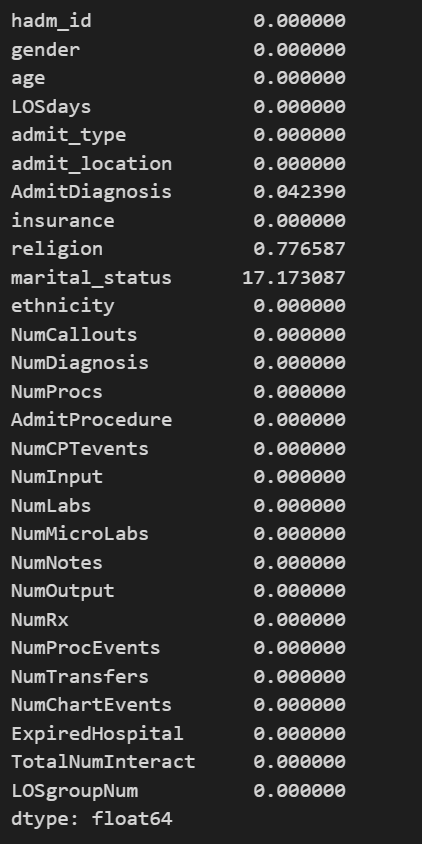 hadm_id 0.000000
gender 0.000000
age 0.000000
LOSdays 0.000000
admit_type 0.000000
admit_location 0.000000
AdmitDiagnosis 0.042390
insurance 0.000000
religion 0.776587
marital_status 17.173087
ethnicity 0.000000
NumCallouts 0.000000
NumDiagnosis 0.000000
NumProcs 0.000000
AdmitProcedure 0.000000
NumCPTevents 0.000000
NumInput 0.000000
NumLabs 0.000000
NumMicroLabs 0.000000
NumNotes 0.000000
NumOutput 0.000000
NumRx 0.000000
NumProcEvents 0.000000
NumTransfers 0.000000
NumChartEvents 0.000000
ExpiredHospital 0.000000
TotalNumInteract 0.000000
LOSgroupNum 0.000000
dtype: float64